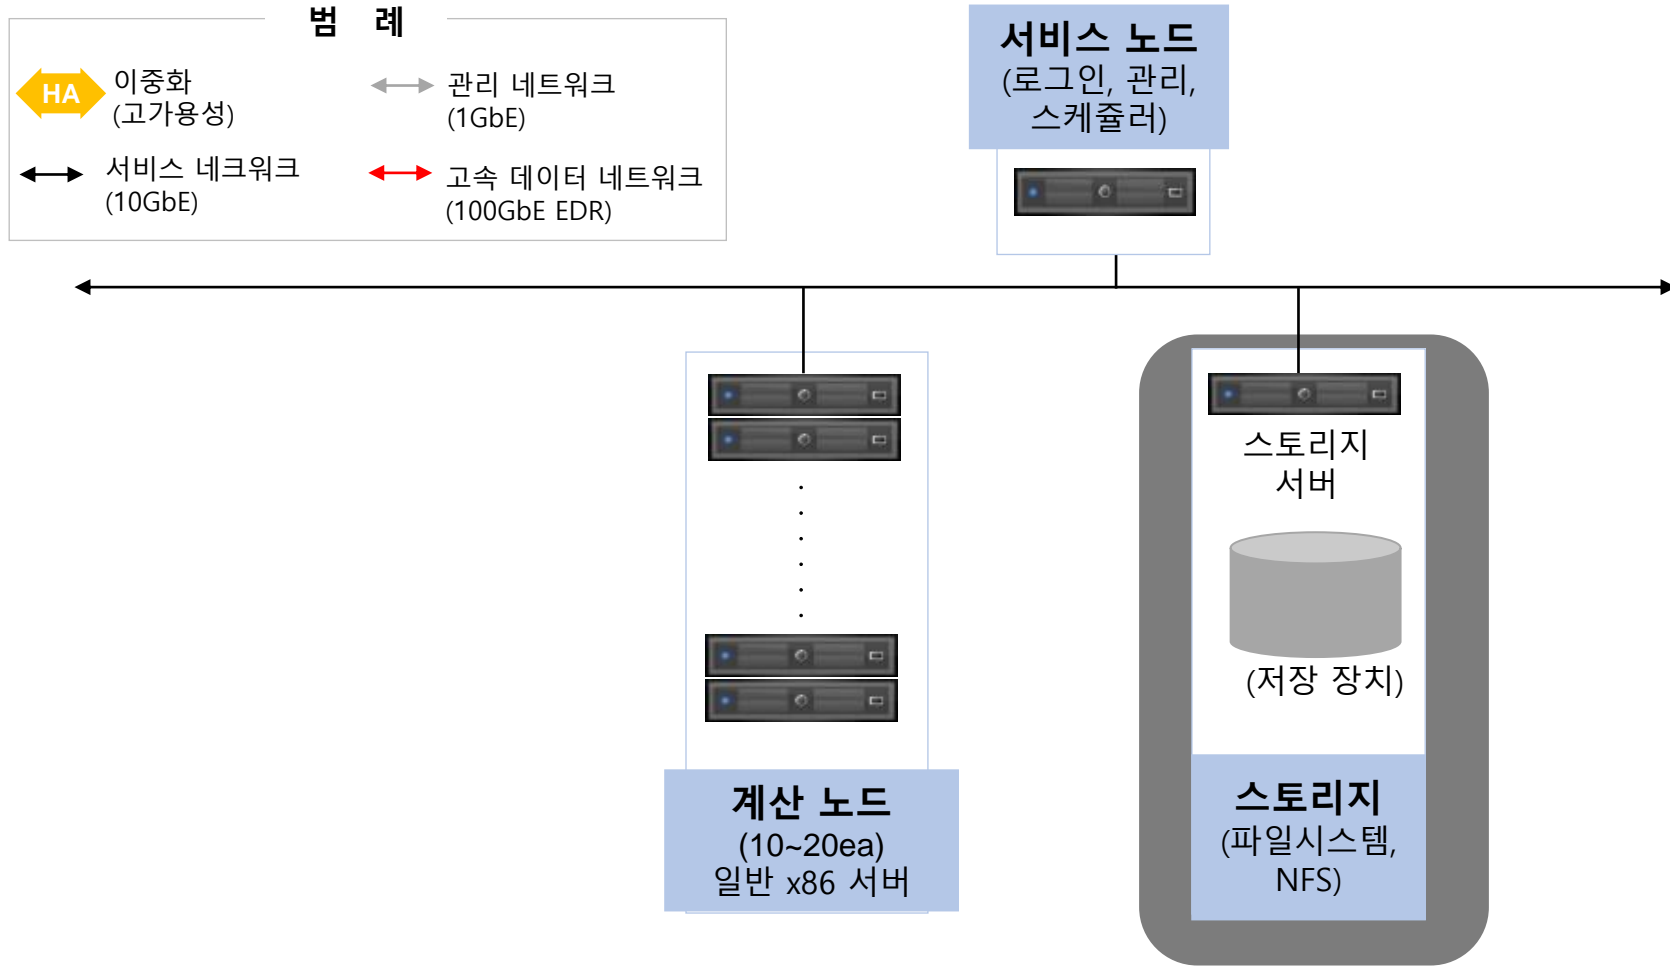 범 례
HA
이중화
(고가용성)
관리 네트워크
(1GbE)
서비스 네크워크
(10GbE)
고속 데이터 네트워크
(100GbE EDR)
서비스 노드
(로그인, 관리,
스케쥴러)
스토리지
서버
(저장 장치)
계산 노드
(10~20ea)
일반 x86 서버
스토리지
(파일시스템,
NFS)